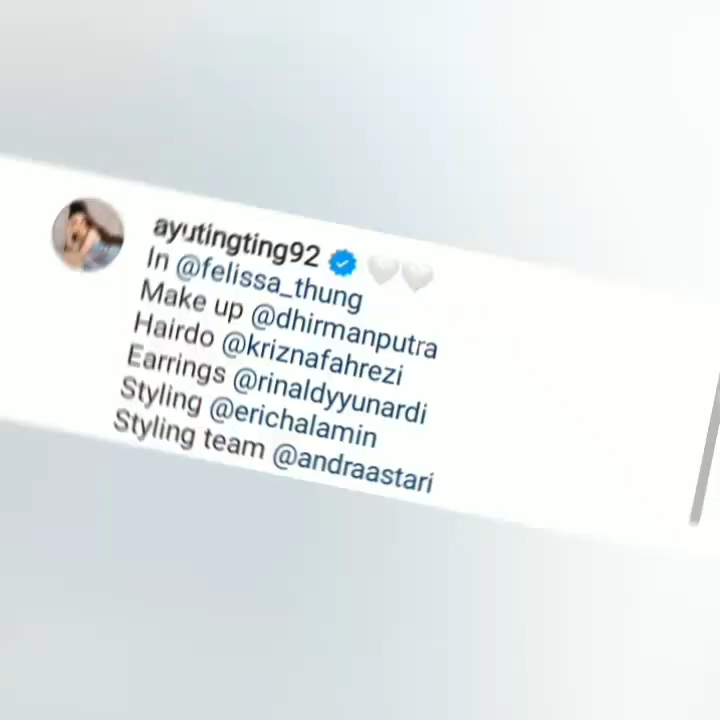 ayutingting92 🤍🤍
In @felissa_thung
Make up @dhirmanputra
Hairdo @kriznafahrezi
Earrings @rinaldyyunardi
Styling @erichalamin
Styling team @andraastari